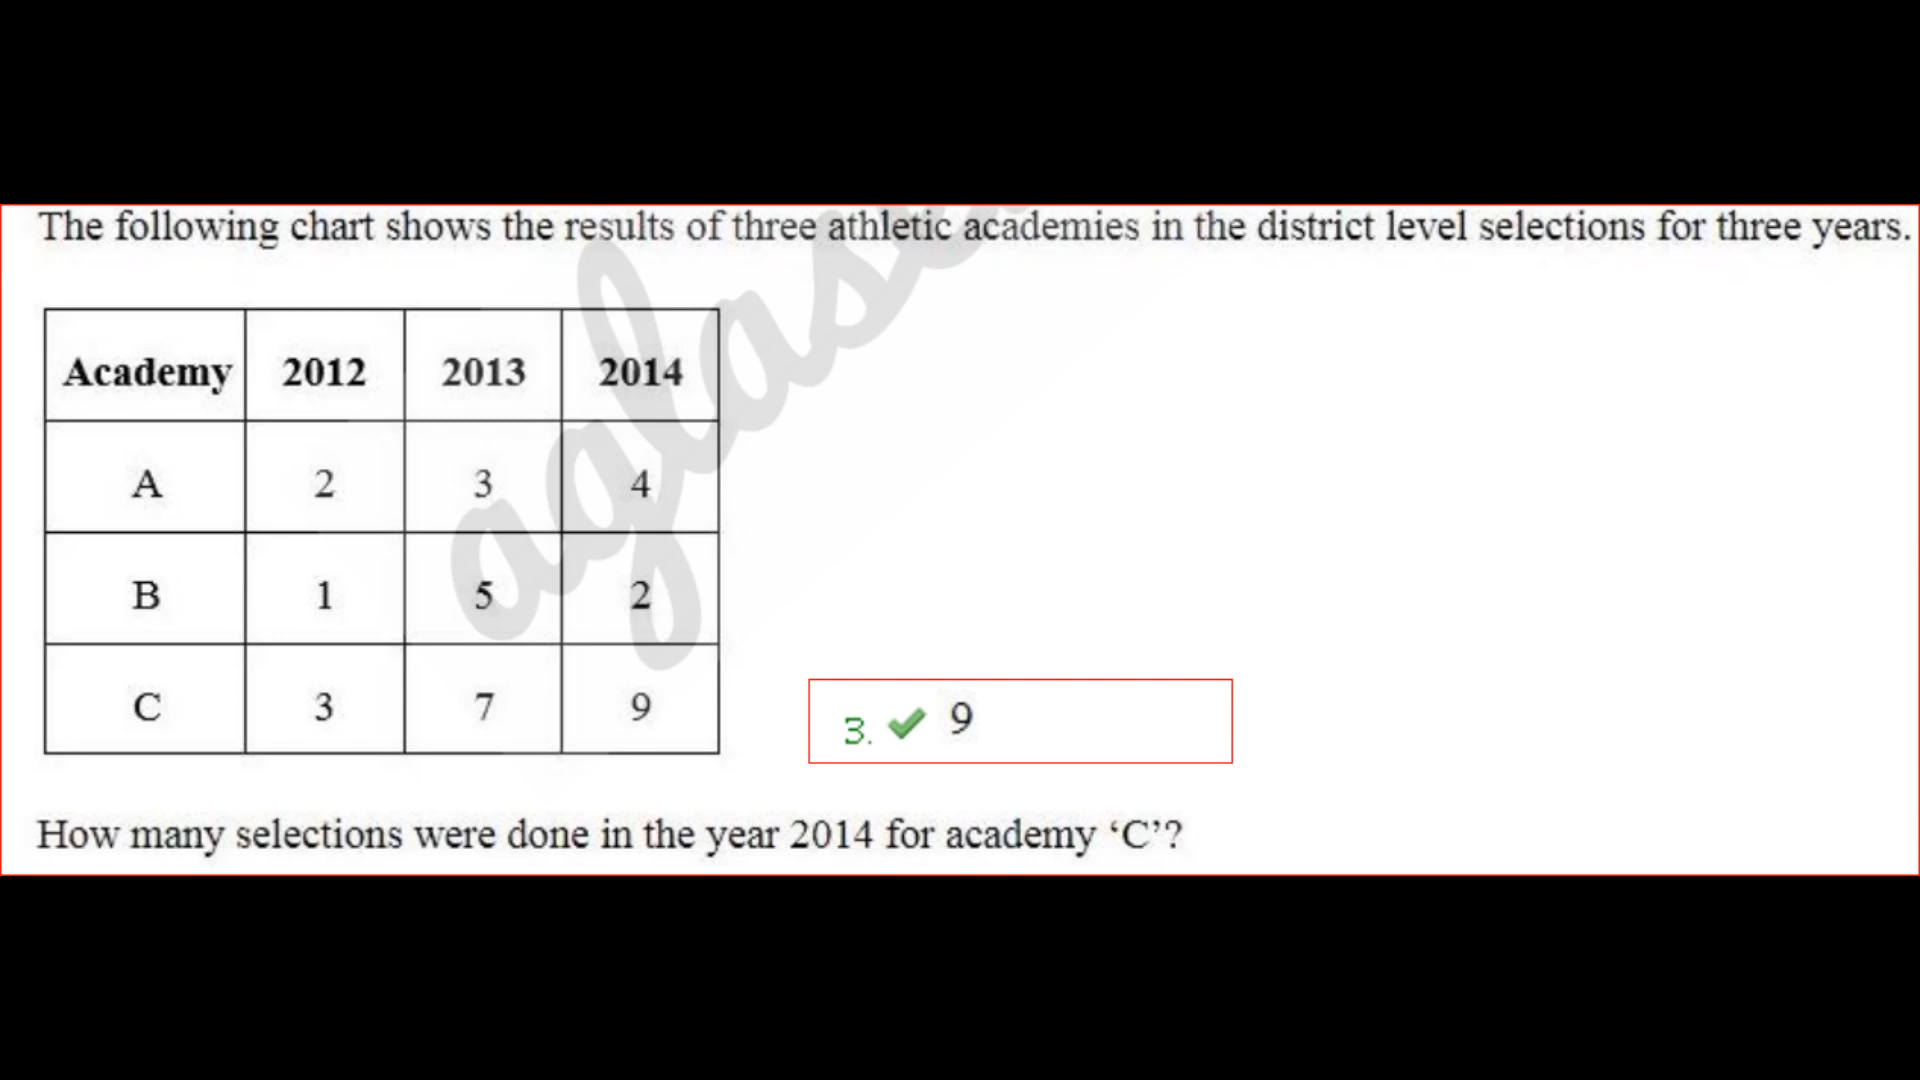 The following chart shows the results of three athletic academies in the district level selections for three years.
Academy 2012 2013 2014
A 2 3 4
B 1 5 2
C 3 7 9
3. 9
How many selections were done in the year 2014 for academy ‘C’?